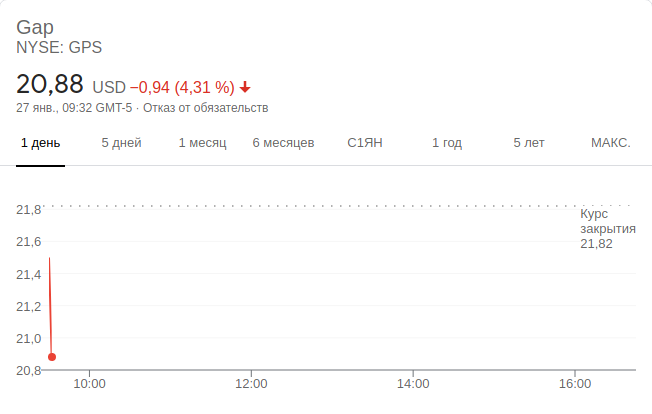 Gap
NYSE: GPS
20,88 USD −0,94 (4,31 %)
27 янв., 09:32 GMT-5 · Отказ от обязательств
1 день 5 дней 1 месяц 6 месяцев С1ЯН 1 год 5 лет МАКС.
21,8
Курс
закрытия
21,82
21,6
21,4
21,2
21,0
20,8
10:00 12:00 14:00 16:00